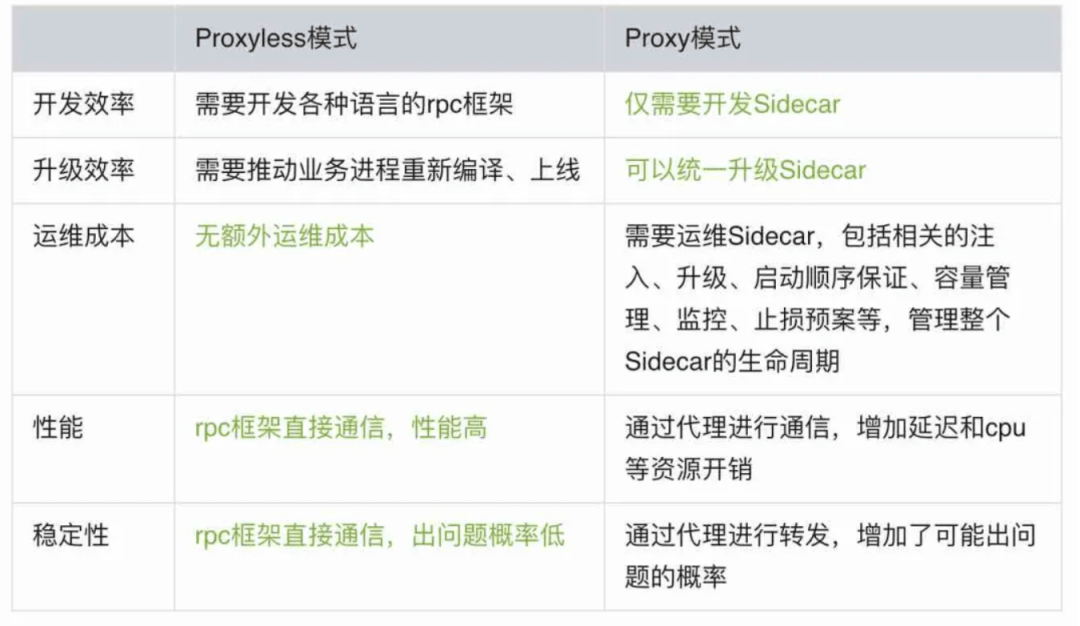 Proxyless模式
Proxy模式
开发效率
需要开发各种语言的rpc框架
仅需要开发Sidecar
升级效率
需要推动业务进程重新编译、上线
可以统一升级Sidecar
运维成本
无额外运维成本
需要运维Sidecar，包括相关的注
入、升级、启动顺序保证、容量管
理、监控、止损预案等，管理整个
Sidecar的生命周期
性能
rpc框架直接通信，性能高
通过代理进行通信，增加延迟和cpu
等资源开销
稳定性
rpc框架直接通信，出问题概率低
通过代理进行转发，增加了可能出问
题的概率